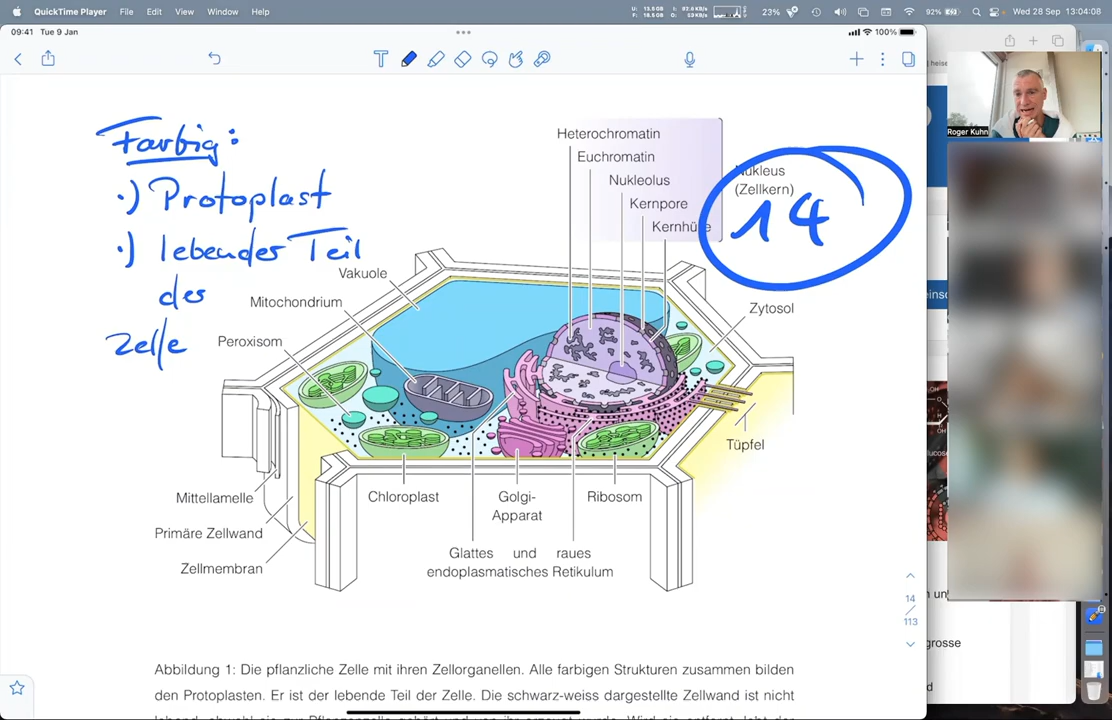 QuickTime Player File Edit View Window Help
23%
92%
Wed 28 Sep 13:04:08
09:41 Tue 9 Jan
100%
Farbig:
•) Protoplast
•) lebender Teil
der
Zelle
14
Heterochromatin
Euchromatin
Nukleolus
Kernpore
Kernhülle
Nukleus
(Zellkern)
Vakuole
Mitochondrium
Peroxisom
Zytosol
Tüpfel
Mittellamelle
Primäre Zellwand
Zellmembran
Chloroplast
Golgi-
Apparat
Ribosom
Glattes und raues
endoplasmatisches Retikulum
14
113
Abbildung 1: Die pflanzliche Zelle mit ihren Zellorganellen. Alle farbigen Strukturen zusammen bilden
den Protoplasten. Er ist der lebende Teil der Zelle. Die schwarz-weiss dargestellte Zellwand ist nicht
Roger Kuhn
grosse